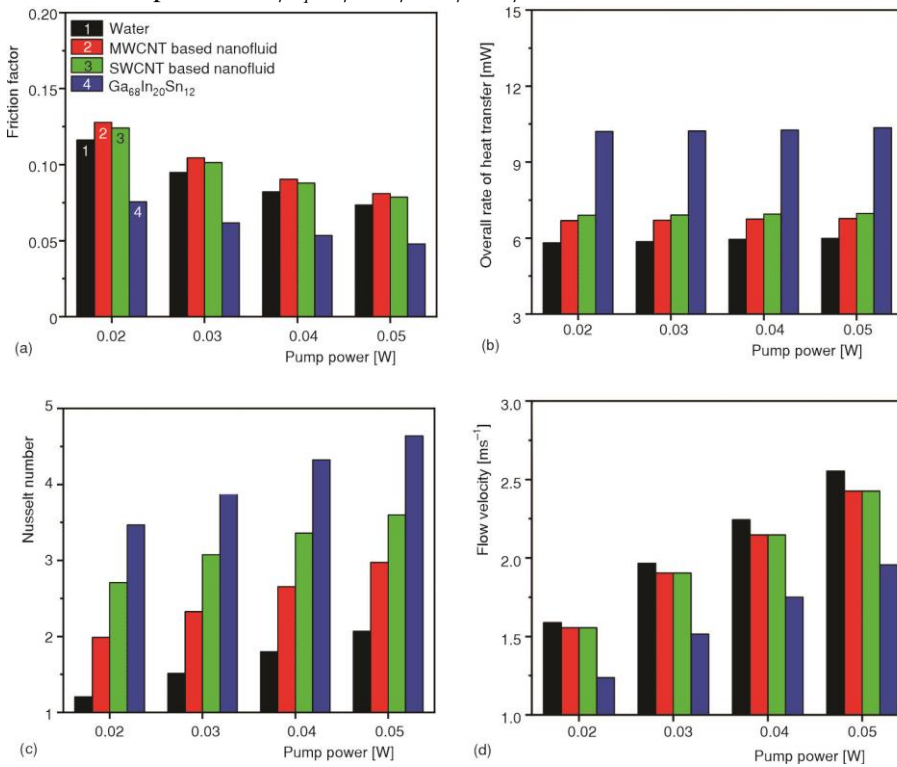 0.20
0.15
0.10
0.05
0
Friction factor
1 Water
2 MWCNT based nanofluid
3 SWCNT based nanofluid
4 Ga₆₈In₂₀Sn₁₂
1
2
3
4
0.02 0.03 0.04 0.05
(a)
Pump power [W]
15
12
9
6
3
Overall rate of heat transfer [mW]
0.02 0.03 0.04 0.05
(b)
Pump power [W]
5
4
3
2
1
Nusselt number
0.02 0.03 0.04 0.05
(c)
Pump power [W]
3.0
2.5
2.0
1.5
1.0
Flow velocity [ms⁻¹]
0.02 0.03 0.04 0.05
(d)
Pump power [W]